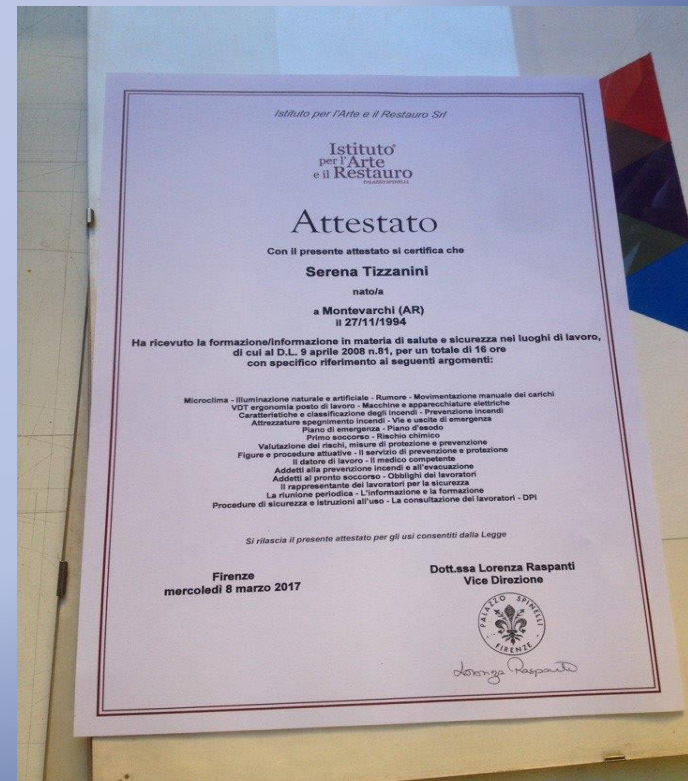 Istituto per l'Arte e il Restauro Srl
Istituto
per l'Arte
e il Restauro
PALAZZO SPINELLI
Attestato
Con il presente attestato si certifica che
Serena Tizzanini
nato/a
a Montevarchi (AR)
il 27/11/1994
Ha ricevuto la formazione/informazione in materia di salute e sicurezza nei luoghi di lavoro,
di cui al D.L. 9 aprile 2008 n.81, per un totale di 16 ore
con specifico riferimento ai seguenti argomenti:
Microclima - Illuminazione naturale e artificiale - Rumore - Movimentazione manuale dei carichi
VDT ergonomia posto di lavoro - Macchine e apparecchiature elettriche
Caratteristiche e classificazione degli incendi - Prevenzione incendi
Attrezzature spegnimento incendi - Vie e uscite di emergenza
Piano di emergenza - Piano d'esodo
Primo soccorso - Rischio chimico
Valutazione dei rischi, misure di protezione e prevenzione
Figure e procedure attuative - Il servizio di prevenzione e protezione
Il datore di lavoro - Il medico competente
Addetti alla prevenzione incendi e all'evacuazione
Addetti al pronto soccorso - Obblighi dei lavoratori
Il rappresentante dei lavoratori per la sicurezza
La riunione periodica - L'informazione e la formazione
Procedure di sicurezza e istruzioni all'uso - La consultazione dei lavoratori - DPI
Si rilascia il presente attestato per gli usi consentiti dalla Legge
Firenze
mercoledì 8 marzo 2017
Dott.ssa Lorenza Raspanti
Vice Direzione
PALAZZO SPINELLI
FIRENZE
Lorenza Raspanti